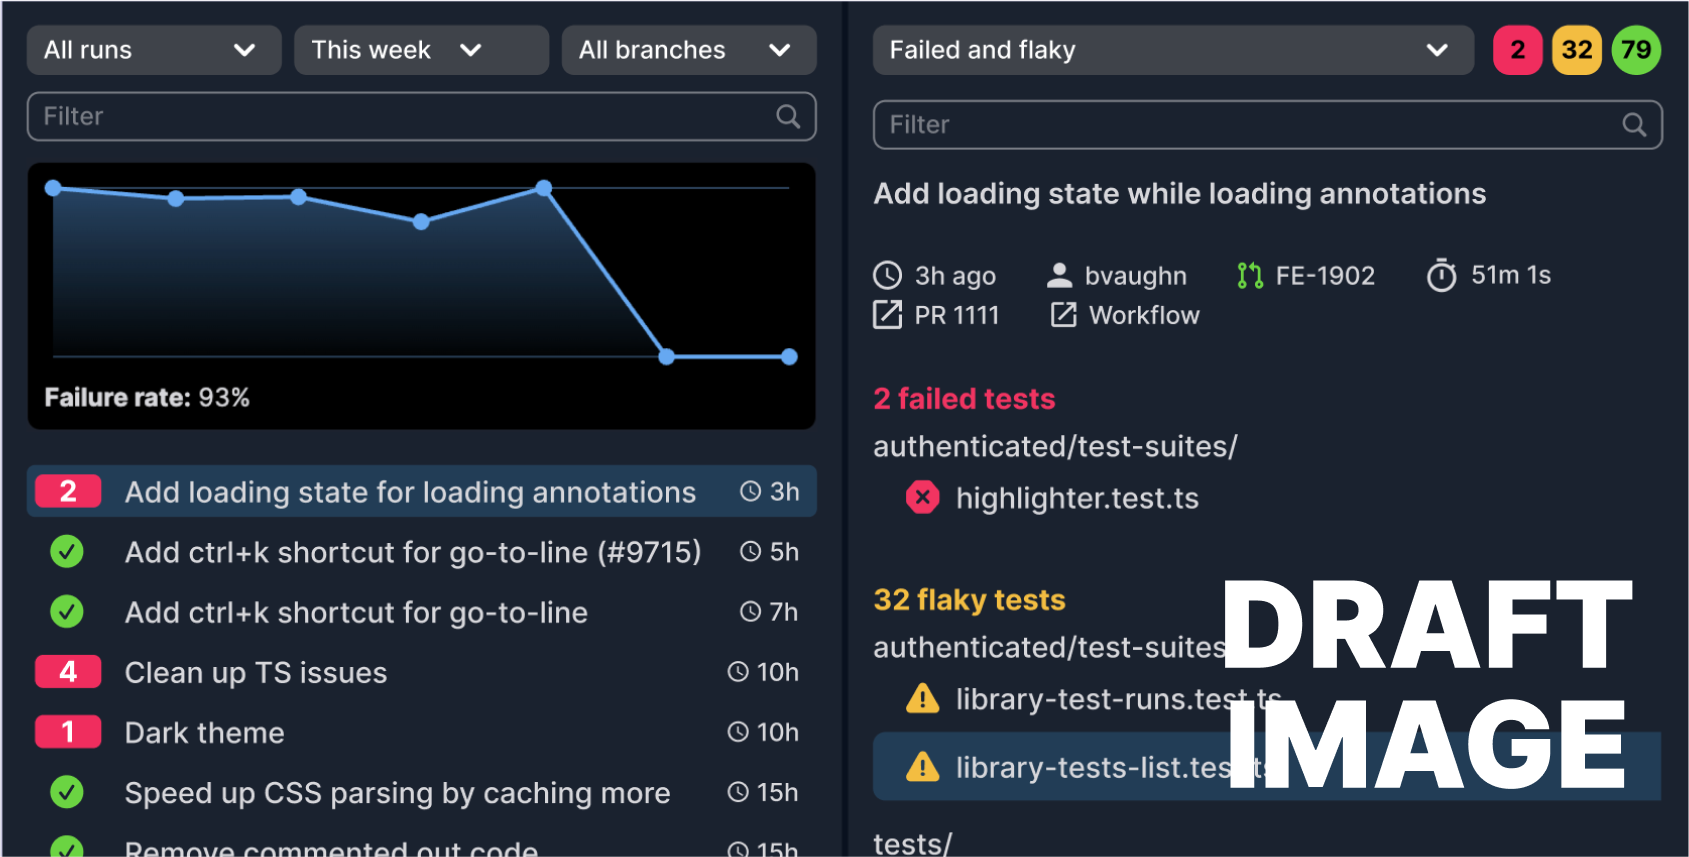 All runs
This week
All branches
Filter
Failure rate: 93%
2 Add loading state for loading annotations 3h
Add ctrl+k shortcut for go-to-line (#9715) 5h
Add ctrl+k shortcut for go-to-line 7h
4 Clean up TS issues 10h
1 Dark theme 10h
Speed up CSS parsing by caching more 15h
Remove commented out code 15h
Failed and flaky
2 32 79
Filter
Add loading state while loading annotations
3h ago bvaughn FE-1902 51m 1s
PR 1111 Workflow
2 failed tests
authenticated/test-suites/
highlighter.test.ts
32 flaky tests
authenticated/test-suites
library-test-runs.test.ts
library-tests-list.test.ts
tests/
DRAFT
IMAGE